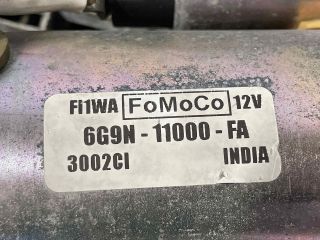 Fi1WA FoMoCo 12V
6G9N - 11000 - FA
3002CI INDIA